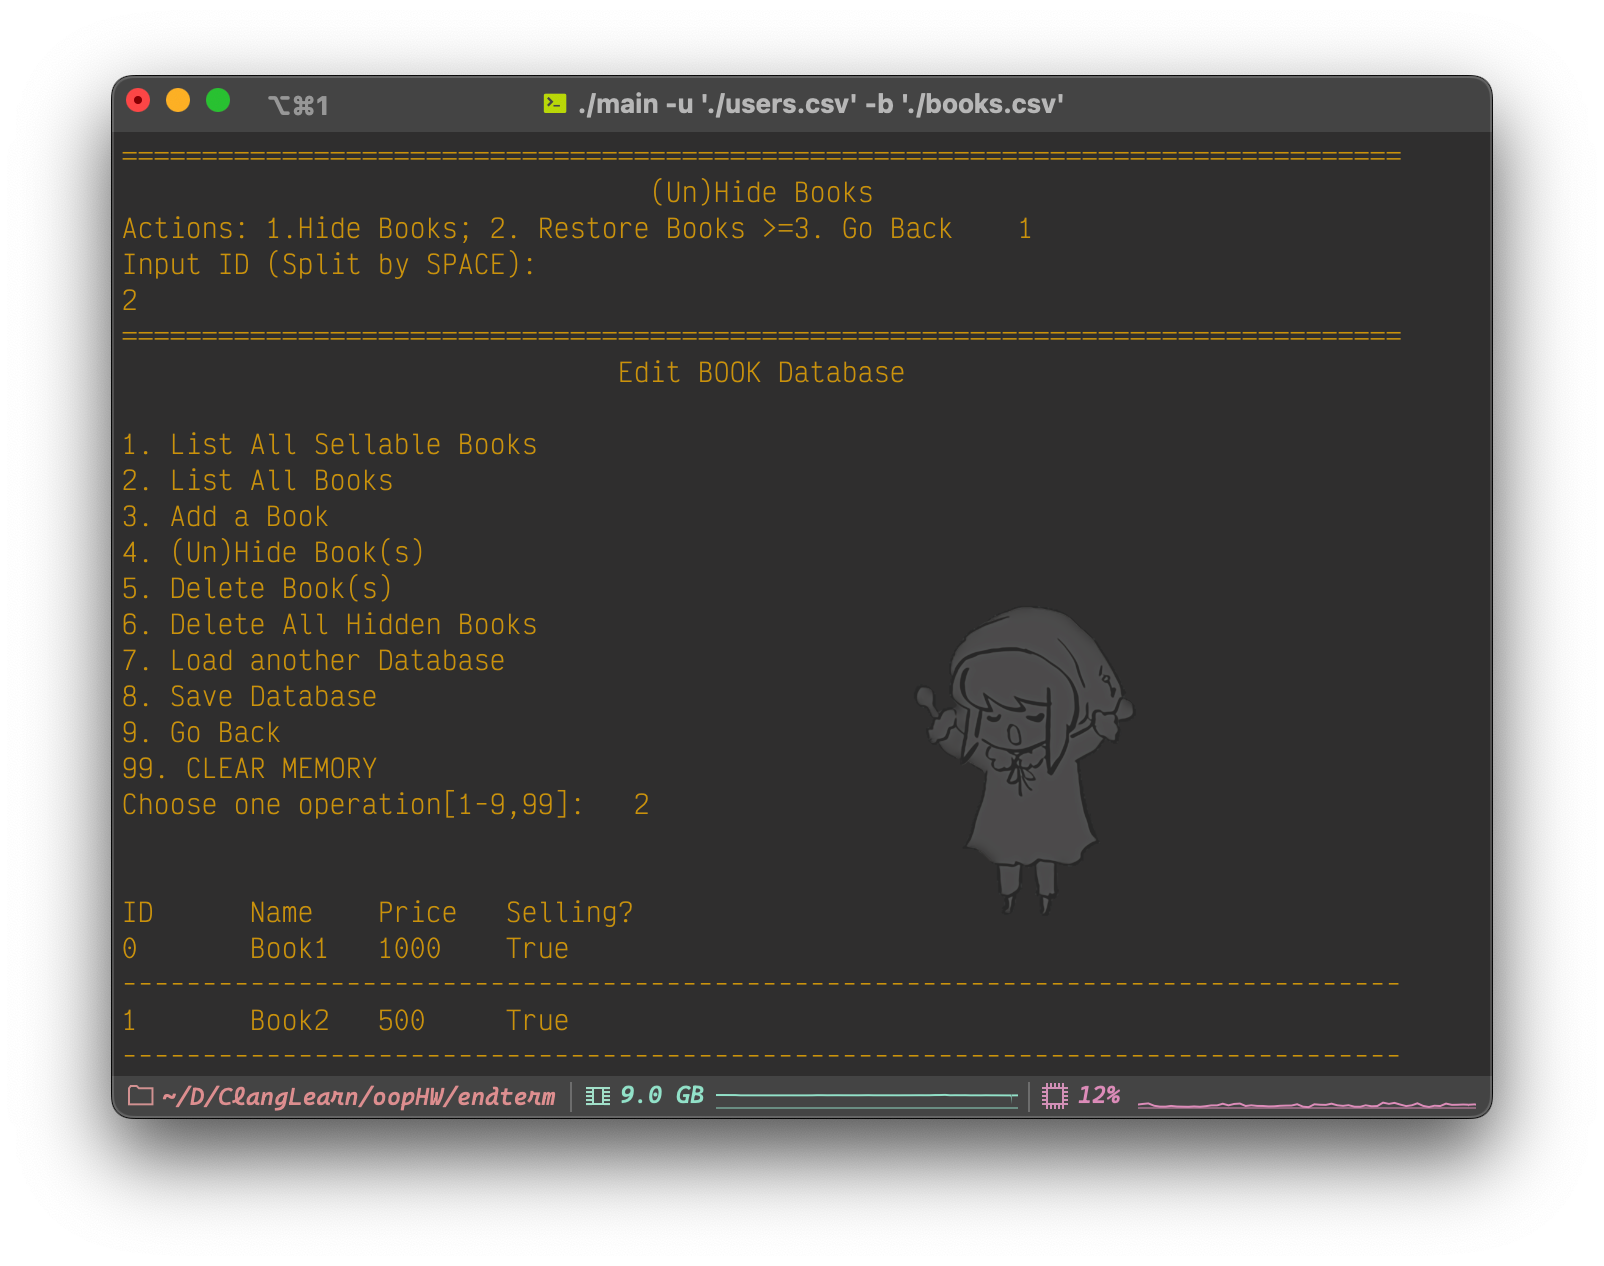 ⌥⌘1 ./main -u './users.csv' -b './books.csv'
================================================================================
(Un)Hide Books
Actions: 1.Hide Books; 2. Restore Books >=3. Go Back    1
Input ID (Split by SPACE):
2
================================================================================
Edit BOOK Database
1. List All Sellable Books
2. List All Books
3. Add a Book
4. (Un)Hide Book(s)
5. Delete Book(s)
6. Delete All Hidden Books
7. Load another Database
8. Save Database
9. Go Back
99. CLEAR MEMORY
Choose one operation[1-9,99]:   2
ID      Name    Price   Selling?
0       Book1   1000    True
--------------------------------------------------------------------------------
1       Book2   500     True
--------------------------------------------------------------------------------
~/D/ClangLearn/oopHW/endterm 9.0 GB 12%